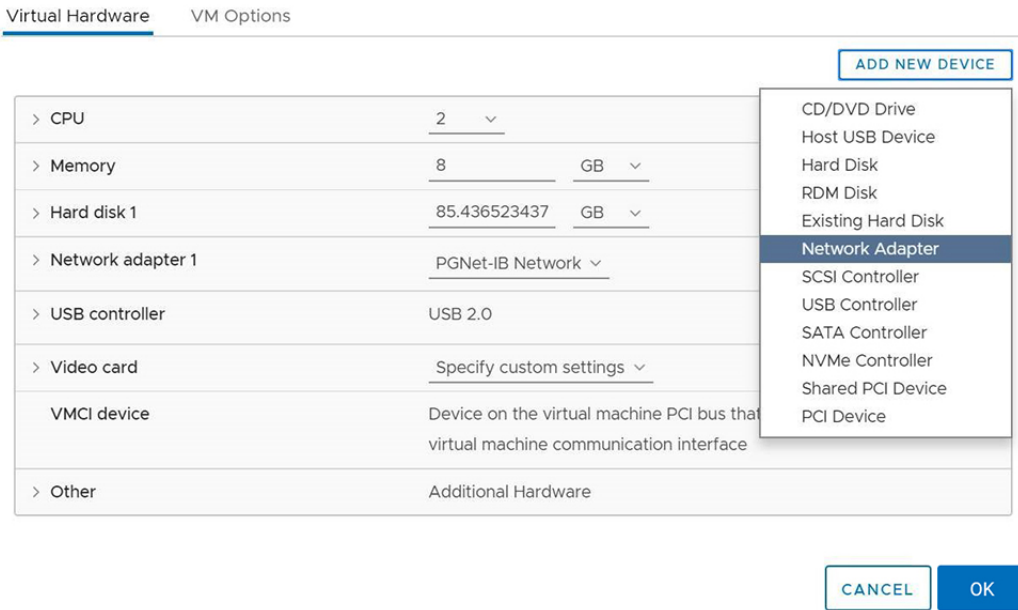 Virtual Hardware VM Options
ADD NEW DEVICE
CPU 2
Memory 8 GB
Hard disk 1 85.436523437 GB
Network adapter 1 PGNet-IB Network
USB controller USB 2.0
Video card Specify custom settings
VMCI device Device on the virtual machine PCI bus that
virtual machine communication interface
Other Additional Hardware
CD/DVD Drive
Host USB Device
Hard Disk
RDM Disk
Existing Hard Disk
Network Adapter
SCSI Controller
USB Controller
SATA Controller
NVMe Controller
Shared PCI Device
PCI Device
CANCEL OK